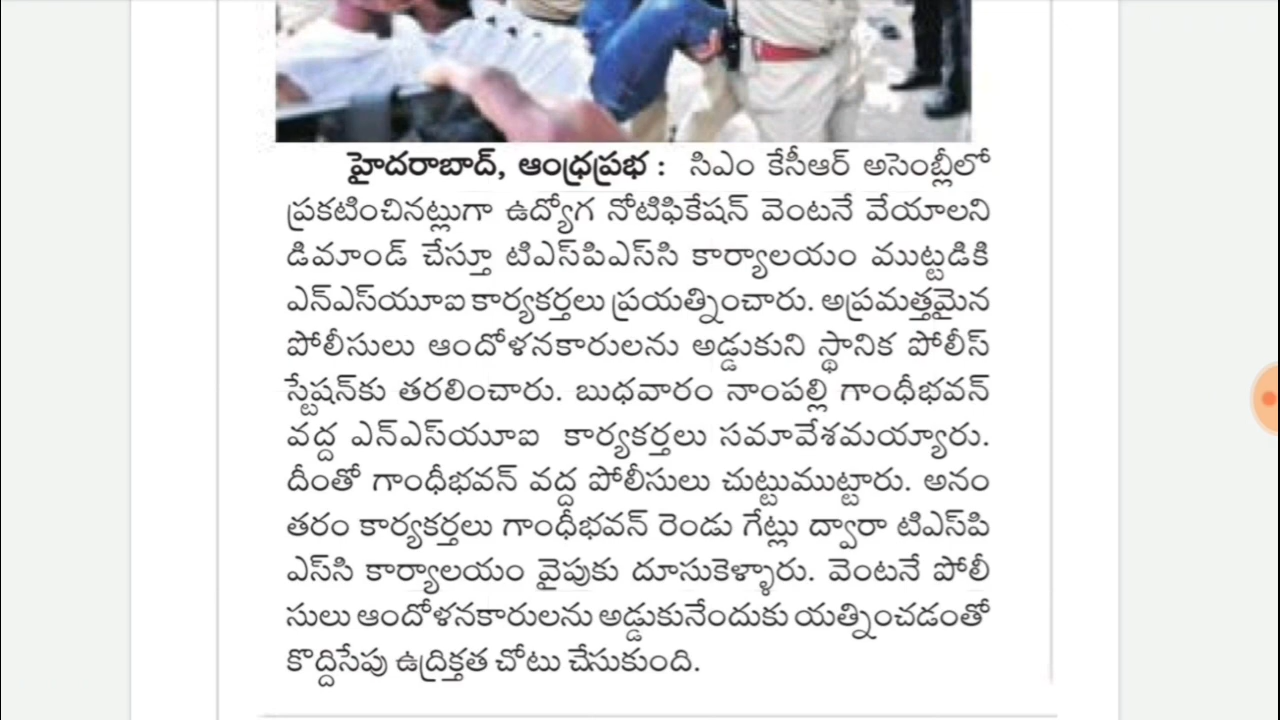 హైదరాబాద్, ఆంధ్రప్రభ : సిఎం కేసీఆర్ అసెంబ్లీలో
ప్రకటించినట్లుగా ఉద్యోగ నోటిఫికేషన్ వెంటనే వేయాలని
డిమాండ్ చేస్తూ టిఎస్‌పిఎస్‌సి కార్యాలయం ముట్టడికి
ఎన్ఎస్‌యూఐ కార్యకర్తలు ప్రయత్నించారు. అప్రమత్తమైన
పోలీసులు ఆందోళనకారులను అడ్డుకుని స్థానిక పోలీస్
స్టేషన్‌కు తరలించారు. బుధవారం నాంపల్లి గాంధీభవన్
వద్ద ఎన్ఎస్‌యూఐ కార్యకర్తలు సమావేశమయ్యారు.
దీంతో గాంధీభవన్ వద్ద పోలీసులు చుట్టుముట్టారు. అనం
తరం కార్యకర్తలు గాంధీభవన్ రెండు గేట్లు ద్వారా టిఎస్‌పి
ఎస్‌సి కార్యాలయం వైపుకు దూసుకెళ్ళారు. వెంటనే పోలీ
సులు ఆందోళనకారులను అడ్డుకునేందుకు యత్నించడంతో
కొద్దిసేపు ఉద్రిక్తత చోటు చేసుకుంది.